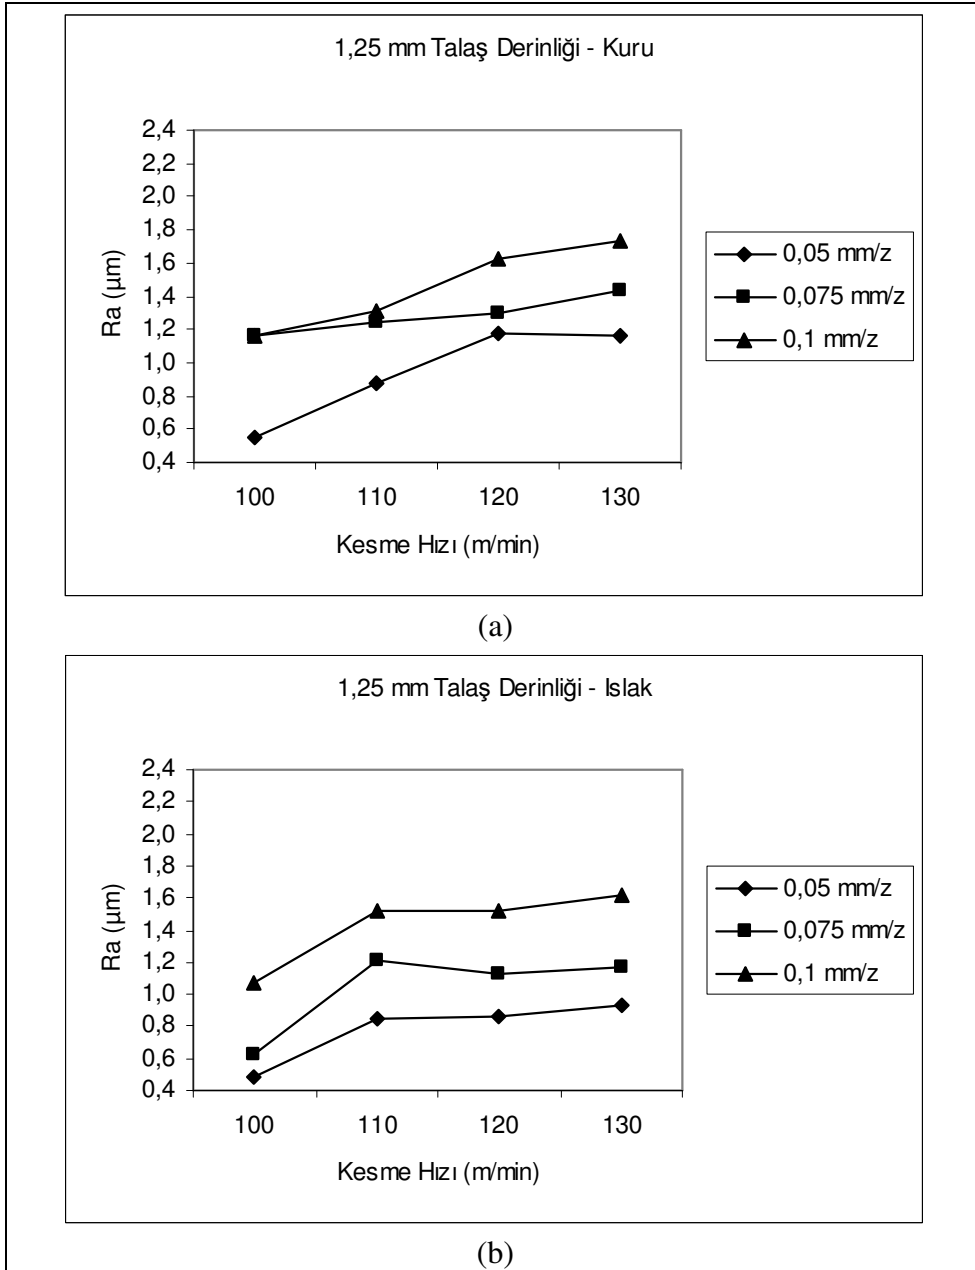 1,25 mm Talaş Derinliği - Kuru
2,4
2,2
2,0
1,8
1,6
1,4
1,2
1,0
0,8
0,6
0,4
Ra (µm)
100 110 120 130
Kesme Hızı (m/min)
0,05 mm/z
0,075 mm/z
0,1 mm/z
(a)
1,25 mm Talaş Derinliği - Islak
2,4
2,2
2,0
1,8
1,6
1,4
1,2
1,0
0,8
0,6
0,4
Ra (µm)
100 110 120 130
Kesme Hızı (m/min)
0,05 mm/z
0,075 mm/z
0,1 mm/z
(b)